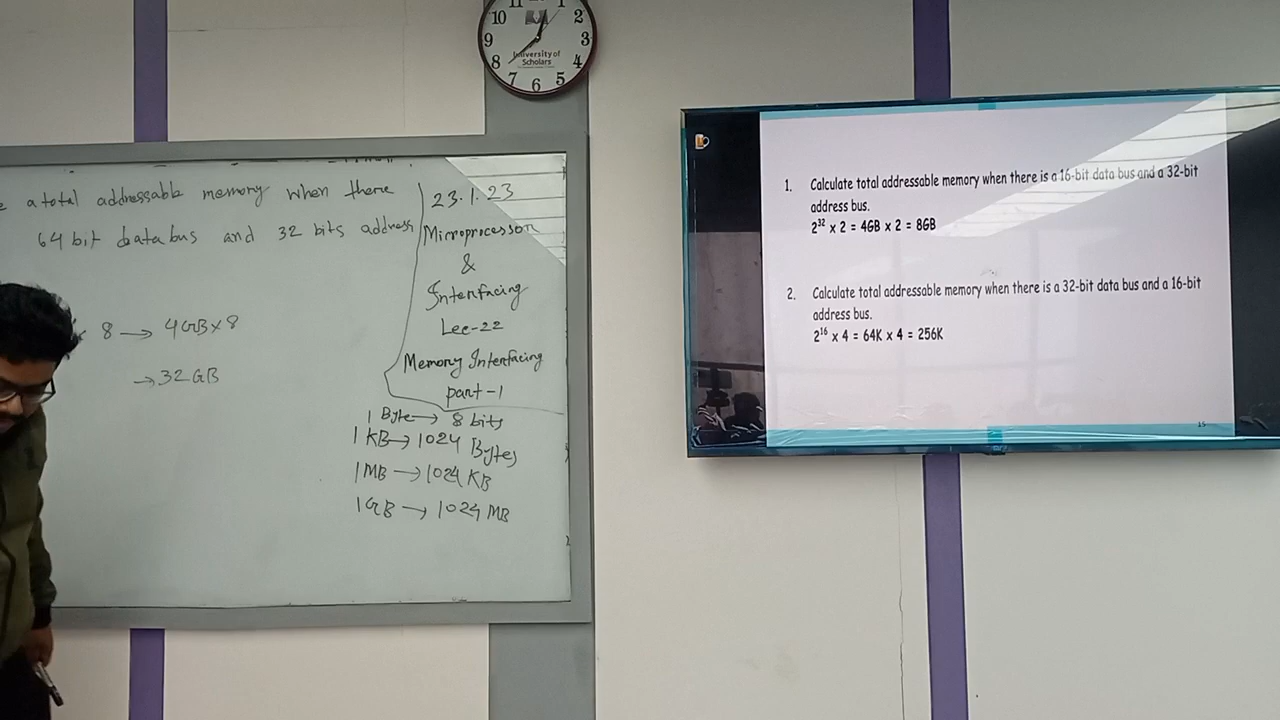 11 1
10 2
9 3
8 4
7 6 5
University of
Scholars
a total addressable memory when there
64 bit databus and 32 bits address
8 → 4GB×8
→ 32 GB
23.1.23
Microprocesson
&
Interfacing
Lec-22
Memory Interfacing
part-1
1 Byte → 8 bits
1 KB → 1024 Bytes
1 MB → 1024 KB
1 GB → 1024 MB
1. Calculate total addressable memory when there is a 16-bit data bus and a 32-bit
address bus.
2³² x 2 = 4GB x 2 = 8GB
2. Calculate total addressable memory when there is a 32-bit data bus and a 16-bit
address bus.
2¹⁶ x 4 = 64K x 4 = 256K
15